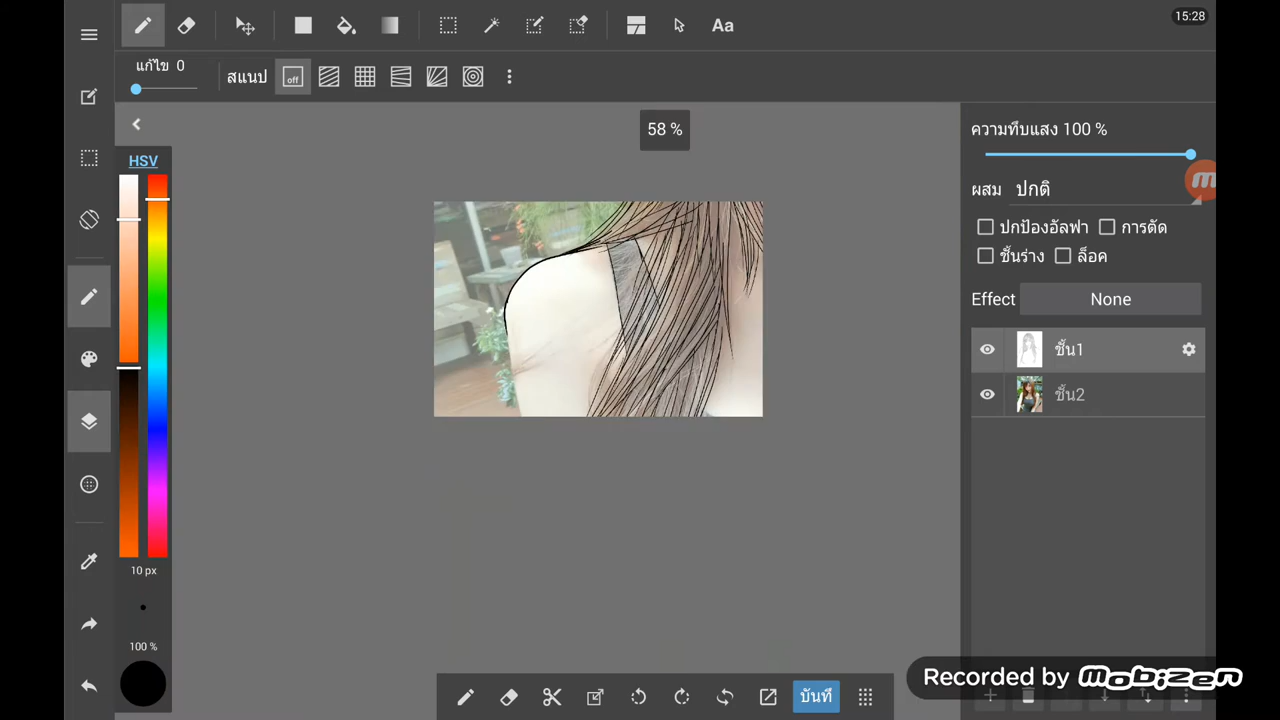 15:28
Aa
แก้ไข 0
สแนป
off
58 %
HSV
ความทึบแสง 100 %
ผสม ปกติ
ปกป้องอัลฟา การตัด
ชั้นร่าง ล็อค
Effect None
ชั้น1
ชั้น2
10 px
100 %
บันทึ
Recorded by mobizen